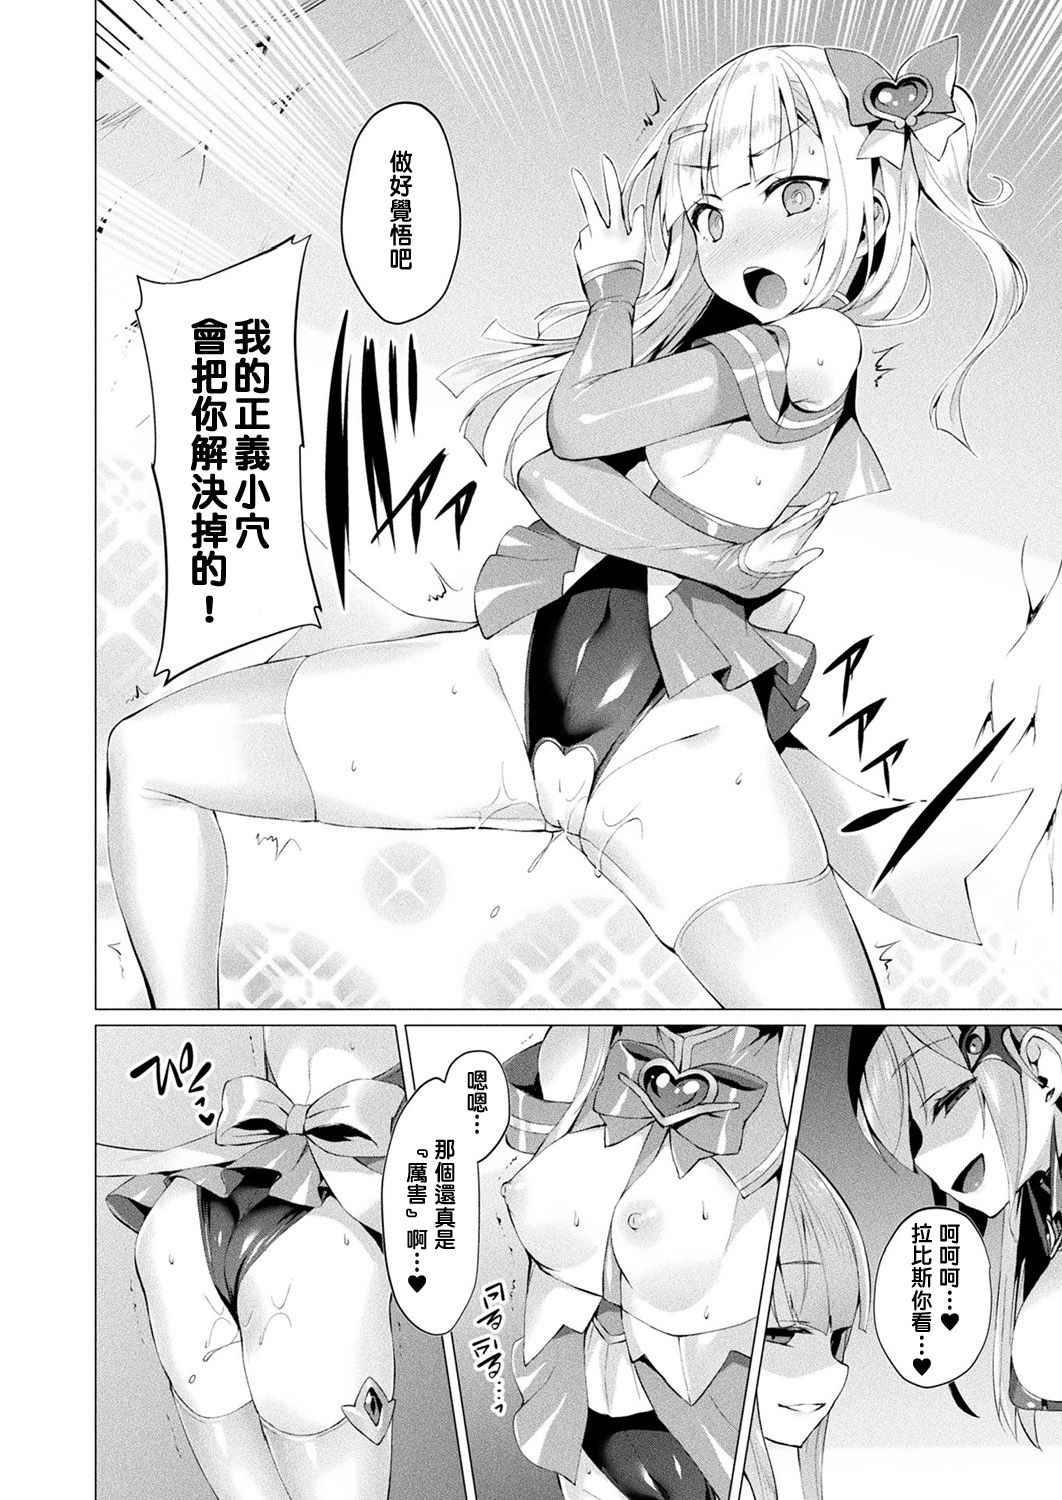 做好覺悟吧
我的正義小穴
會把你解決掉的！
呵呵呵…♥
拉比斯你看…♥
嗯嗯…
那個還真是
『厲害』啊…♥